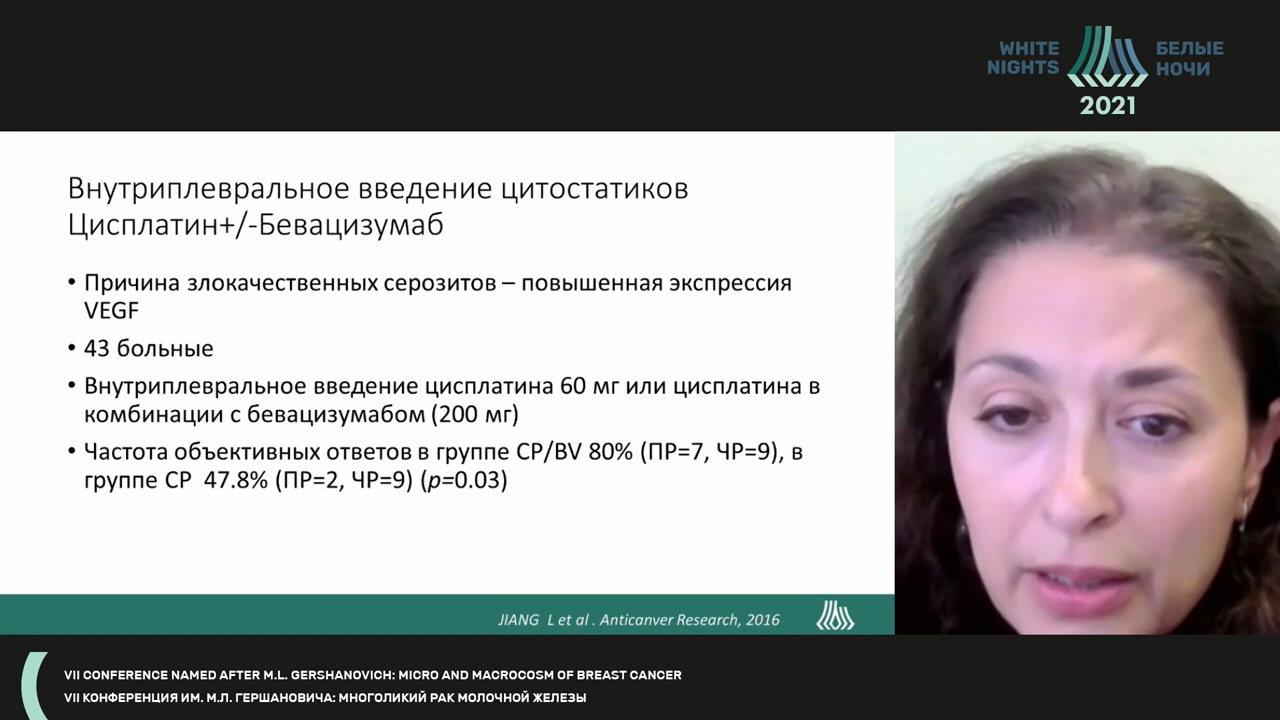 WHITE
NIGHTS
БЕЛЫЕ
НОЧИ
2021
Внутриплевральное введение цитостатиков
Цисплатин+/-Бевацизумаб
• Причина злокачественных серозитов – повышенная экспрессия
VEGF
• 43 больные
• Внутриплевральное введение цисплатина 60 мг или цисплатина в
комбинации с бевацизумабом (200 мг)
• Частота объективных ответов в группе CP/BV 80% (ПР=7, ЧР=9), в
группе CP 47.8% (ПР=2, ЧР=9) (p=0.03)
JIANG L et al . Anticanver Research, 2016
VII CONFERENCE NAMED AFTER M.L. GERSHANOVICH: MICRO AND MACROCOSM OF BREAST CANCER
VII КОНФЕРЕНЦИЯ ИМ. М.Л. ГЕРШАНОВИЧА: МНОГОЛИКИЙ РАК МОЛОЧНОЙ ЖЕЛЕЗЫ